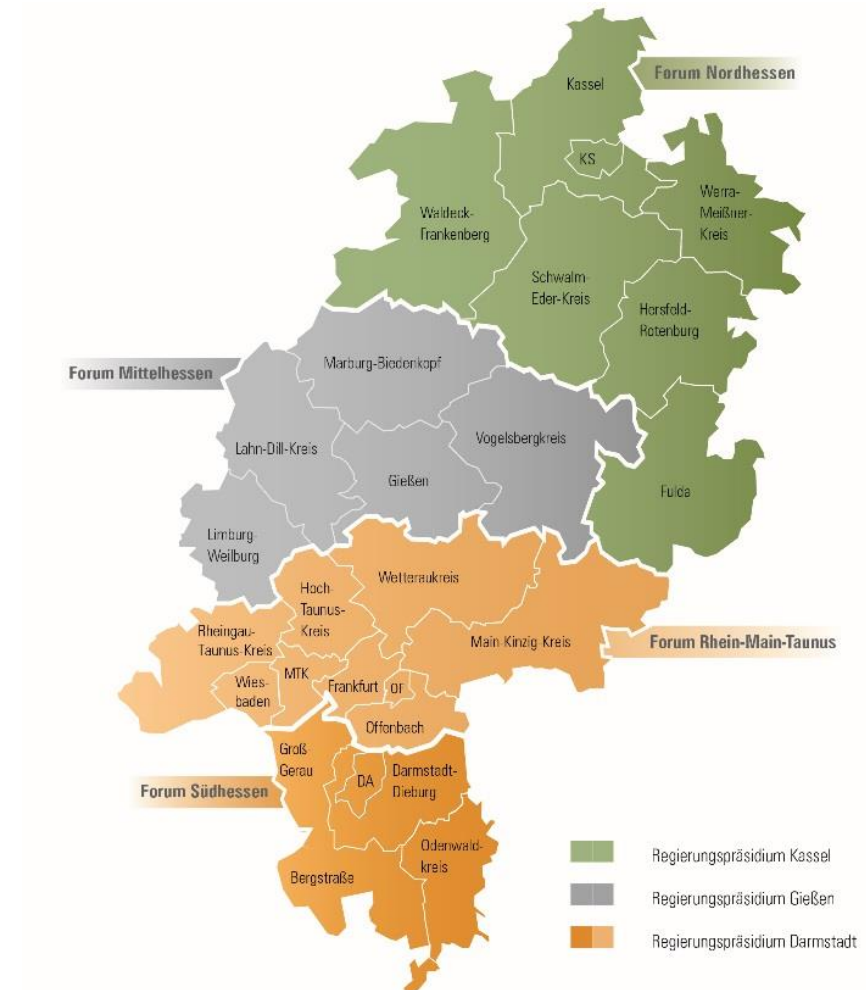 Forum Nordhessen
Kassel
KS
Werra-
Meißner-
Kreis
Waldeck-
Frankenberg
Schwalm-
Eder-Kreis
Hersfeld-
Rotenburg
Marburg-Biedenkopf
Forum Mittelhessen
Vogelsbergkreis
Lahn-Dill-Kreis
Gießen
Fulda
Limburg-
Weilburg
Wetteraukreis
Hoch-
Taunus-
Kreis
Rheingau-
Taunus-Kreis
Main-Kinzig-Kreis
Forum Rhein-Main-Taunus
MTK
Wies-
baden
Frankfurt
OF
Offenbach
Groß
Gerau
DA
Darmstadt-
Dieburg
Forum Südhessen
Odenwald-
kreis
Bergstraße
Regierungspräsidium Kassel
Regierungspräsidium Gießen
Regierungspräsidium Darmstadt